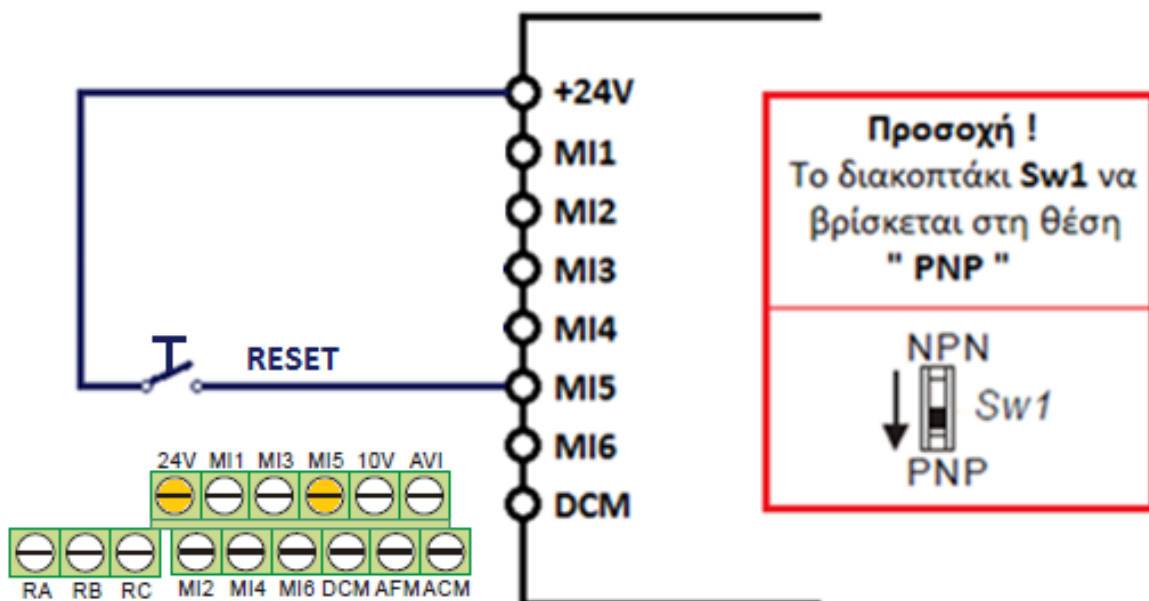 +24V
MI1
MI2
MI3
MI4
MI5
MI6
DCM
RESET
Προσοχή !
Το διακοπτάκι Sw1 να
βρίσκεται στη θέση
" PNP "
NPN
Sw1
PNP
24V MI1 MI3 MI5 10V AVI
RA RB RC MI2 MI4 MI6 DCM AFM ACM